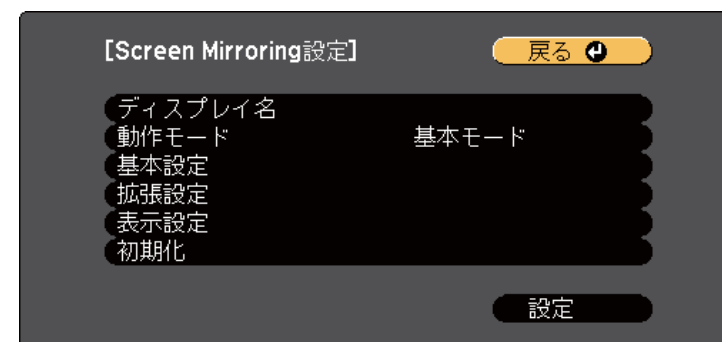 [Screen Mirroring設定]
戻る
ディスプレイ名
動作モード 基本モード
基本設定
拡張設定
表示設定
初期化
設定